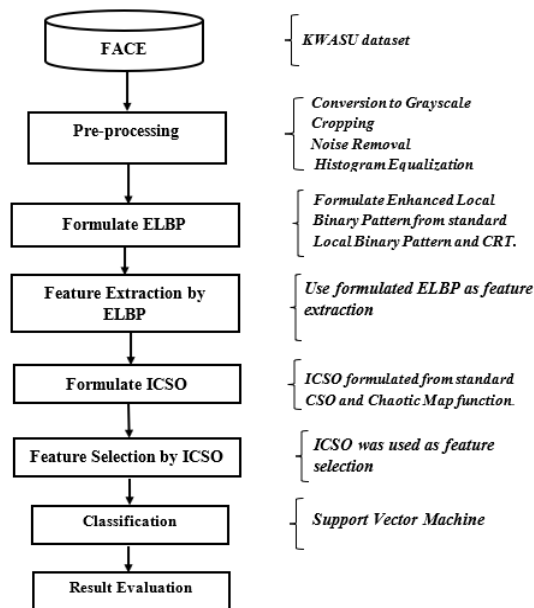 FACE
KWASU dataset
Pre-processing
Conversion to Grayscale
Cropping
Noise Removal
Histogram Equalization
Formulate ELBP
Formulate Enhanced Local
Binary Pattern from standard
Local Binary Pattern and CRT.
Feature Extraction by
ELBP
Use formulated ELBP as feature
extraction
Formulate ICSO
ICSO formulated from standard
CSO and Chaotic Map function.
Feature Selection by ICSO
ICSO was used as feature
selection
Classification
Support Vector Machine
Result Evaluation